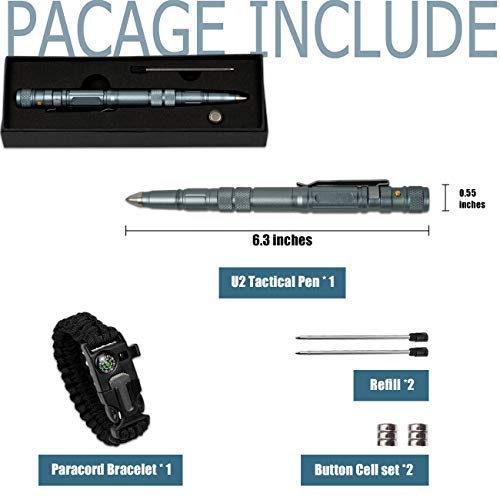 PACAGE INCLUDE
0.55
inches
6.3 inches
U2 Tactical Pen * 1
Refill *2
Paracord Bracelet * 1
Button Cell set *2